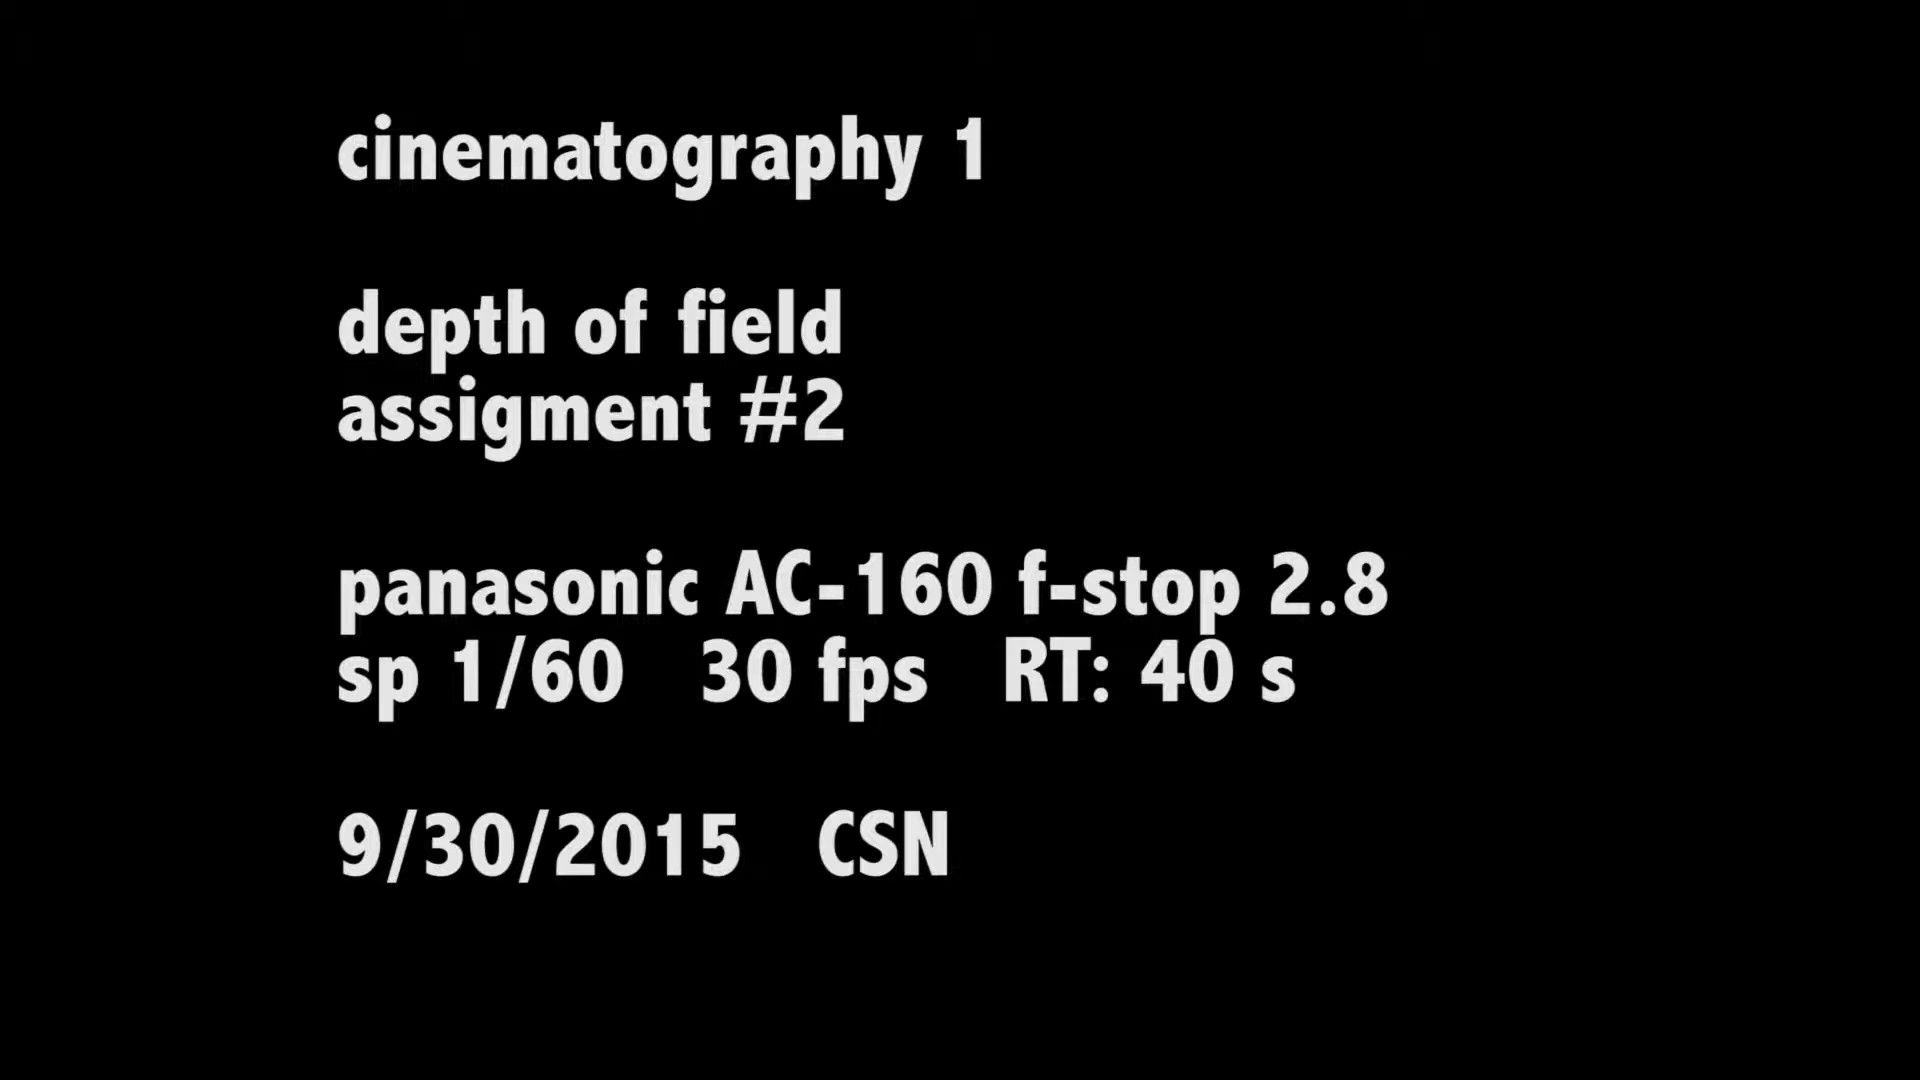 cinematography 1
depth of field
assigment #2
panasonic AC-160 f-stop 2.8
sp 1/60 30 fps RT: 40 s
9/30/2015 CSN